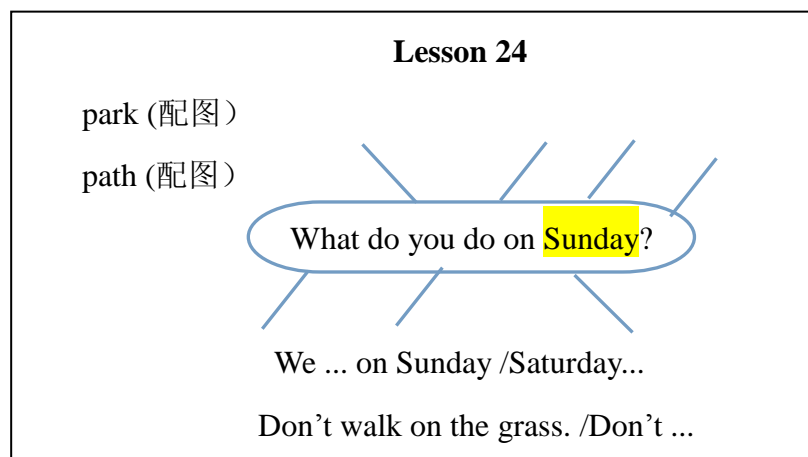 Lesson 24
park (配图）
path (配图）
What do you do on Sunday?
We ... on Sunday /Saturday...
Don’t walk on the grass. /Don’t ...